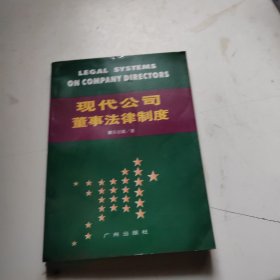 LEGAL SYSTEMS
ON COMPANY DIRECTORS
现代公司
董事法律制度
著
广州出版社